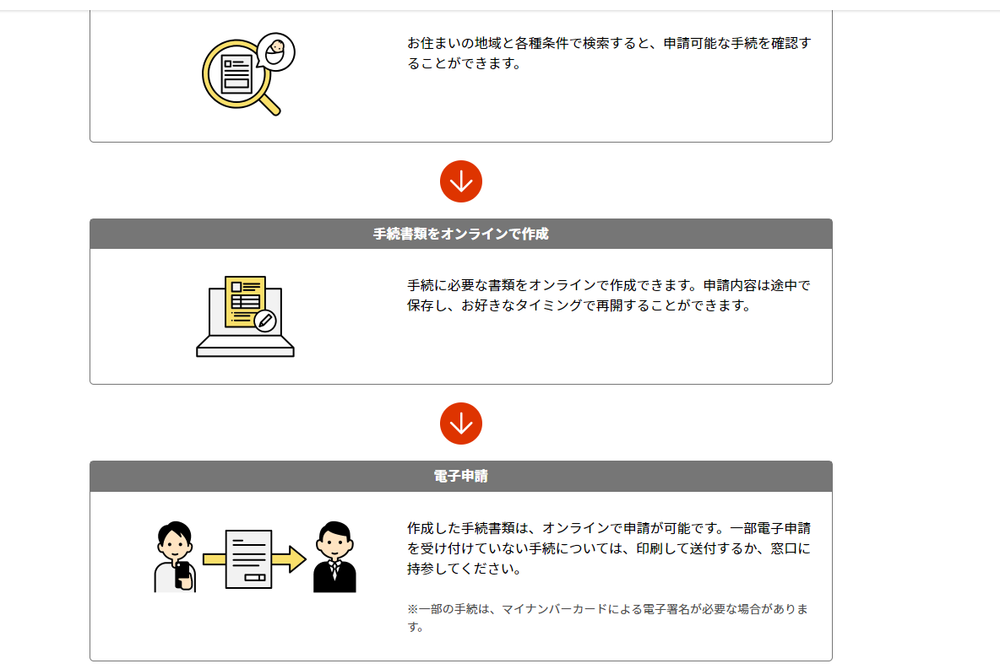 お住まいの地域と各種条件で検索すると、申請可能な手続を確認す
ることができます。
手続書類をオンラインで作成
手続に必要な書類をオンラインで作成できます。申請内容は途中で
保存し、お好きなタイミングで再開することができます。
電子申請
作成した手続書類は、オンラインで申請が可能です。一部電子申請
を受け付けていない手続については、印刷して送付するか、窓口に
持参してください。
※一部の手続は、マイナンバーカードによる電子署名が必要な場合がありま
す。